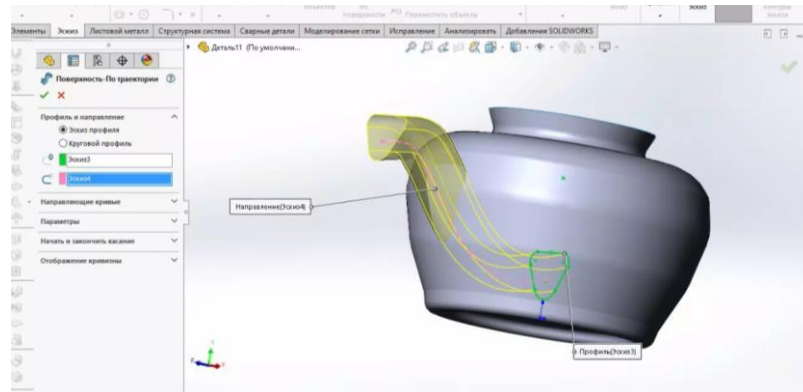 Переместить объекты
Элементы Эскиз Листовой металл Структурная система Сварные детали Моделирование сетки Исправление Анализировать Добавления SOLIDWORKS
Деталь11 (По умолчани...
Поверхность-По траектории
Профиль и направление
Эскиз профиля
Круговой профиль
Эскиз3
Эскиз4
Направляющие кривые
Параметры
Начать и закончить касание
Отображение кривизны
Направление(Эскиз4)
Профиль(Эскиз3)